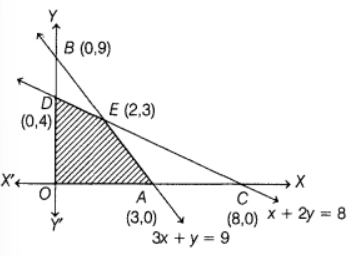 Y
B (0,9)
D
(0,4)
E (2,3)
X'
O
A
(3,0)
C
(8,0)
X
Y'
x + 2y = 8
3x + y = 9